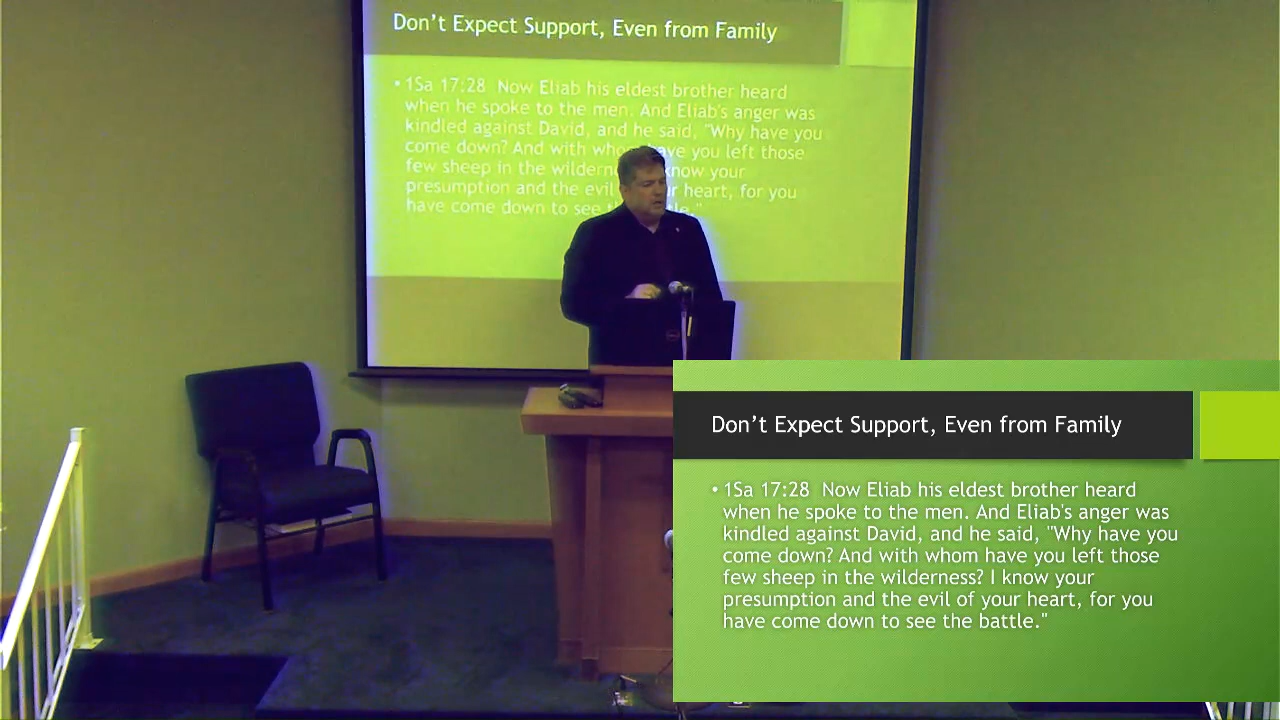 Don't Expect Support, Even from Family
• 1Sa 17:28 Now Eliab his eldest brother heard
when he spoke to the men. And Eliab's anger was
kindled against David, and he said, "Why have you
come down? And with who have you left those
few sheep in the wildern know your
presumption and the evil r heart, for you
have come down to see t tle."
Don't Expect Support, Even from Family
• 1Sa 17:28 Now Eliab his eldest brother heard
when he spoke to the men. And Eliab's anger was
kindled against David, and he said, "Why have you
come down? And with whom have you left those
few sheep in the wilderness? I know your
presumption and the evil of your heart, for you
have come down to see the battle."